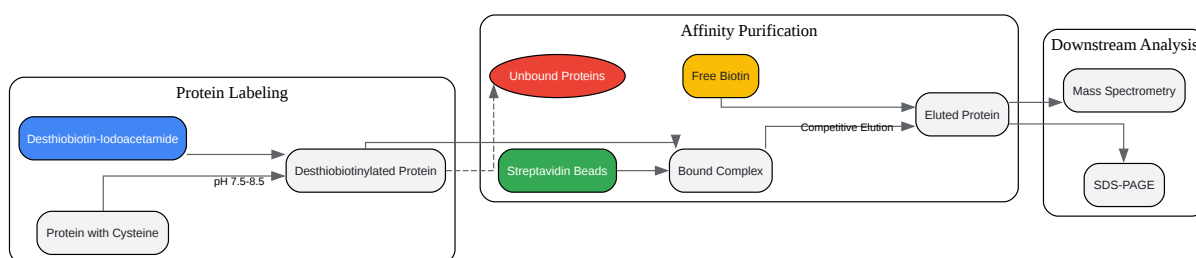 Protein Labeling
Desthiobiotin-Iodoacetamide
Protein with Cysteine
pH 7.5-8.5
Desthiobiotinylated Protein
Affinity Purification
Unbound Proteins
Free Biotin
Streptavidin Beads
Bound Complex
Competitive Elution
Eluted Protein
Downstream Analysis
Mass Spectrometry
SDS-PAGE